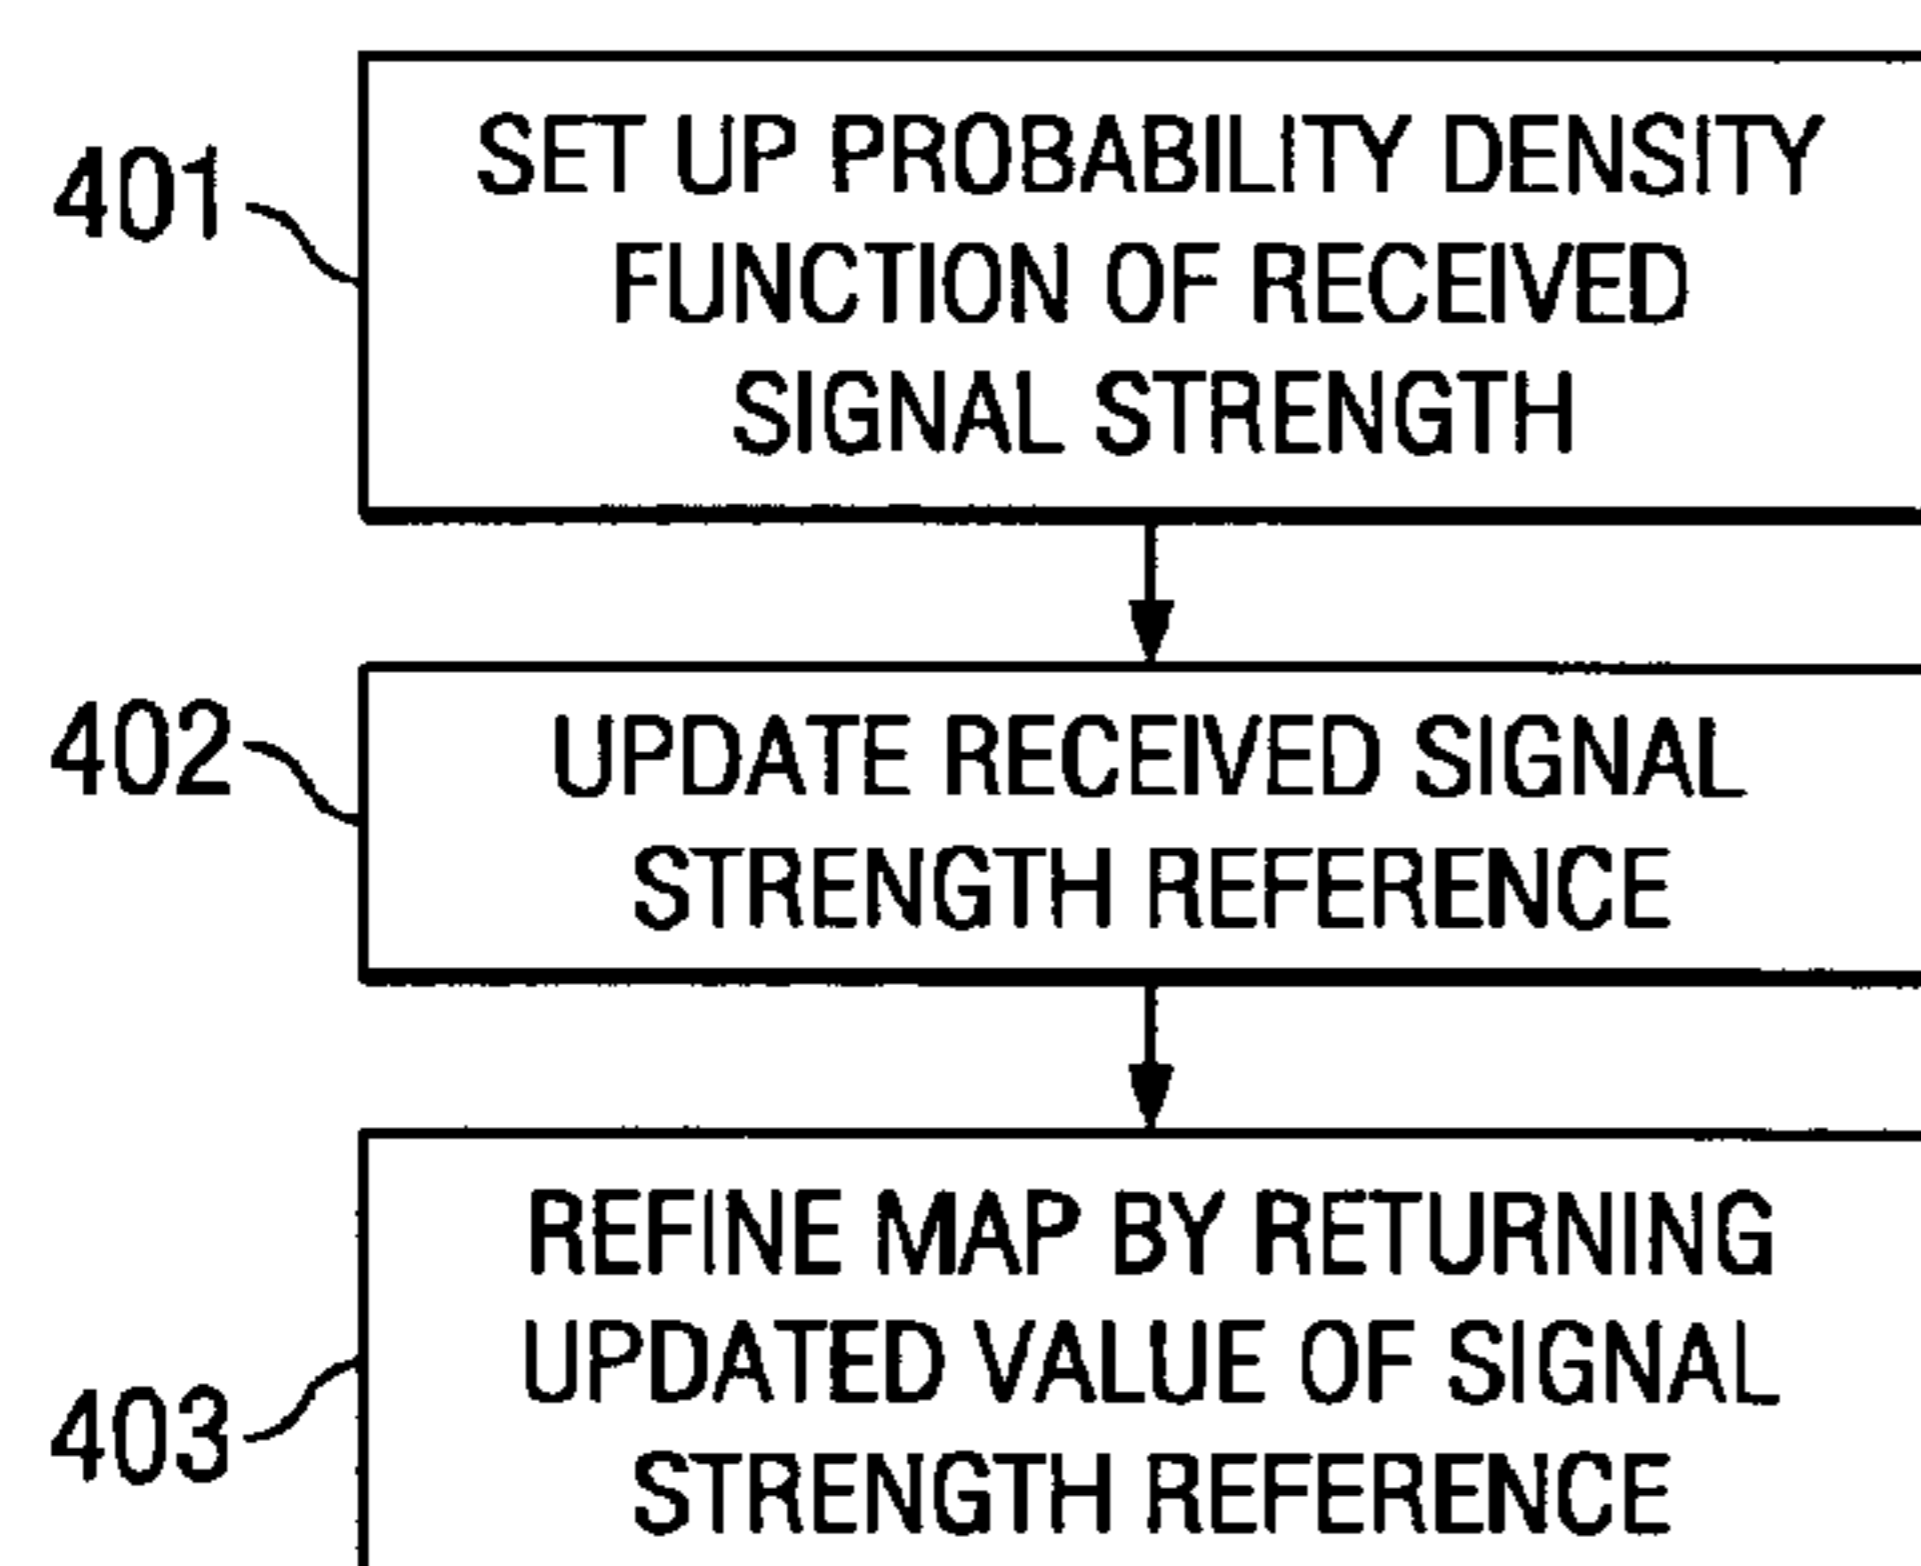 401
SET UP PROBABILITY DENSITY
FUNCTION OF RECEIVED
SIGNAL STRENGTH
402
UPDATE RECEIVED SIGNAL
STRENGTH REFERENCE
403
REFINE MAP BY RETURNING
UPDATED VALUE OF SIGNAL
STRENGTH REFERENCE